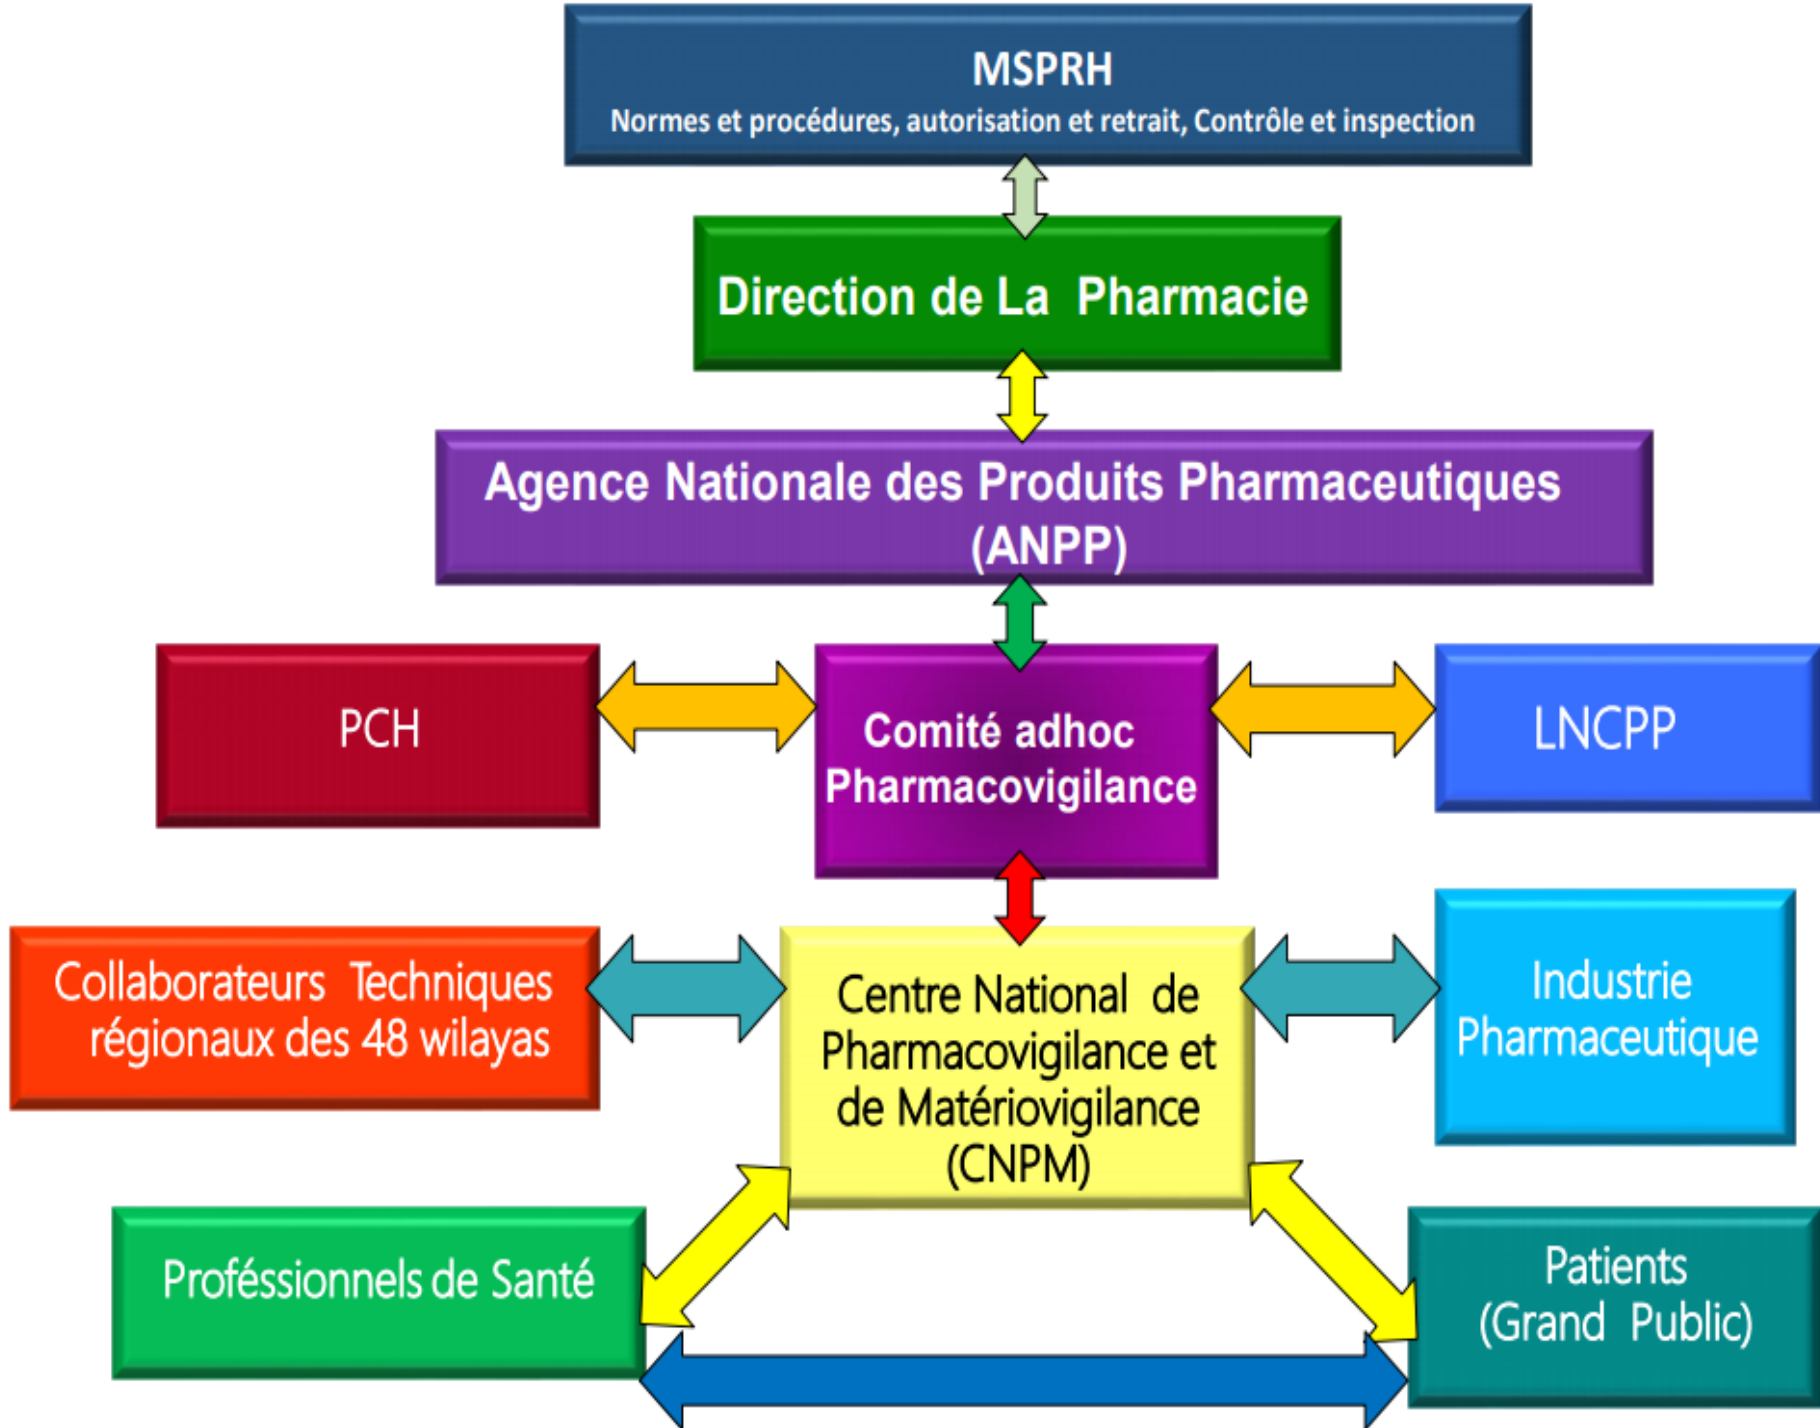 MSPRH
Normes et procédures, autorisation et retrait, Contrôle et inspection
Direction de La Pharmacie
Agence Nationale des Produits Pharmaceutiques
(ANPP)
PCH
Comité adhoc
Pharmacovigilance
LNCPP
Collaborateurs Techniques
régionaux des 48 wilayas
Centre National de
Pharmacovigilance et
de Matériovigilance
(CNPM)
Industrie
Pharmaceutique
Proféssionnels de Santé
Patients
(Grand Public)